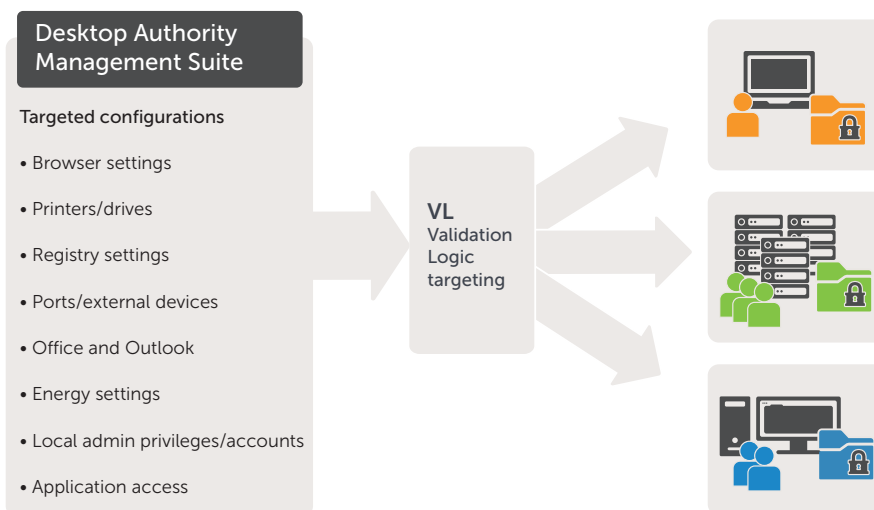 Desktop Authority
Management Suite
Targeted configurations
• Browser settings
• Printers/drives
• Registry settings
• Ports/external devices
• Office and Outlook
• Energy settings
• Local admin privileges/accounts
• Application access
VL
Validation
Logic
targeting